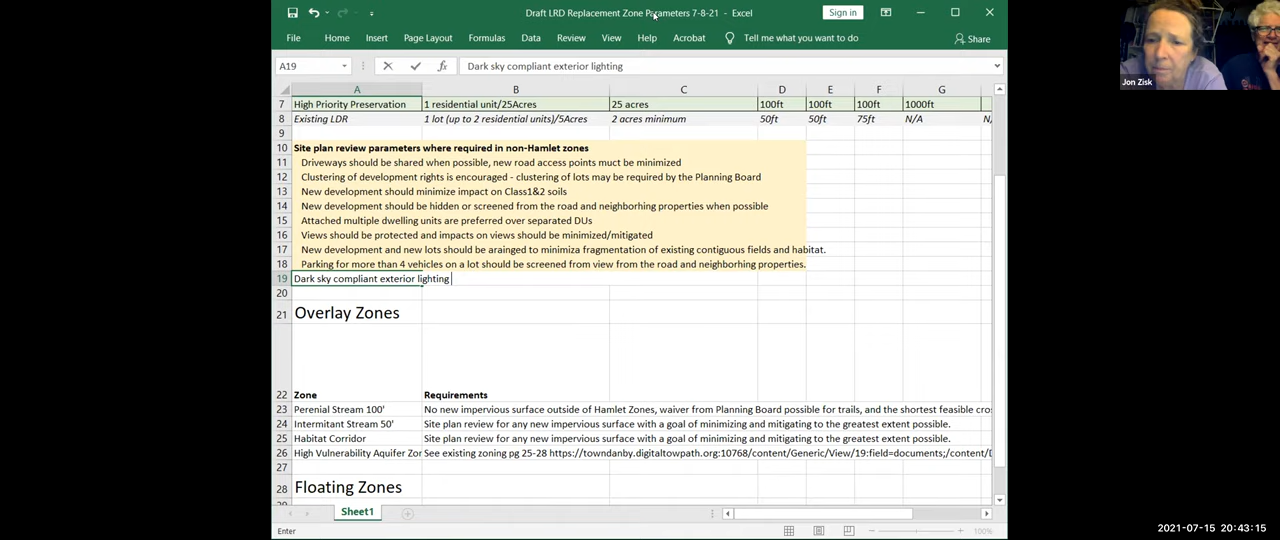 Draft LRD Replacement Zone Parameters 7-8-21 - Excel
Sign in
File Home Insert Page Layout Formulas Data Review View Help Acrobat Tell me what you want to do Share
A19 fx Dark sky compliant exterior lighting
Jon Zisk
A B C D E F G
7 High Priority Preservation 1 residential unit/25Acres 25 acres 100ft 100ft 100ft 1000ft
8 Existing LDR 1 lot (up to 2 residential units)/5Acres 2 acres minimum 50ft 50ft 75ft N/A N/
9
10 Site plan review parameters where required in non-Hamlet zones
11 Driveways should be shared when possible, new road access points muct be minimized
12 Clustering of development rights is encouraged - clustering of lots may be required by the Planning Board
13 New development should minimize impact on Class1&2 soils
14 New development should be hidden or screened from the road and neighborhing properties when possible
15 Attached multiple dwelling units are preferred over separated DUs
16 Views should be protected and impacts on views should be minimized/mitigated
17 New development and new lots should be arainged to minimiza fragmentation of existing contiguous fields and habitat.
18 Parking for more than 4 vehicles on a lot should be screened from view from the road and neighborhing properties.
19 Dark sky compliant exterior lighting
20
21 Overlay Zones
22 Zone Requirements
23 Perenial Stream 100' No new impervious surface outside of Hamlet Zones, waiver from Planning Board possible for trails, and the shortest feasible cros
24 Intermitant Stream 50' Site plan review for any new impervious surface with a goal of minimizing and mitigating to the greatest extent possible.
25 Habitat Corridor Site plan review for any new impervious surface with a goal of minimizing and mitigating to the greatest extent possible.
26 High Vulnerability Aquifer Zor See existing zoning pg 25-28 https://towndanby.digitaltowpath.org:10768/content/Generic/View/19:field=documents;/content/D
27
28 Floating Zones
Sheet1
Enter
100%
2021-07-15 20:43:15